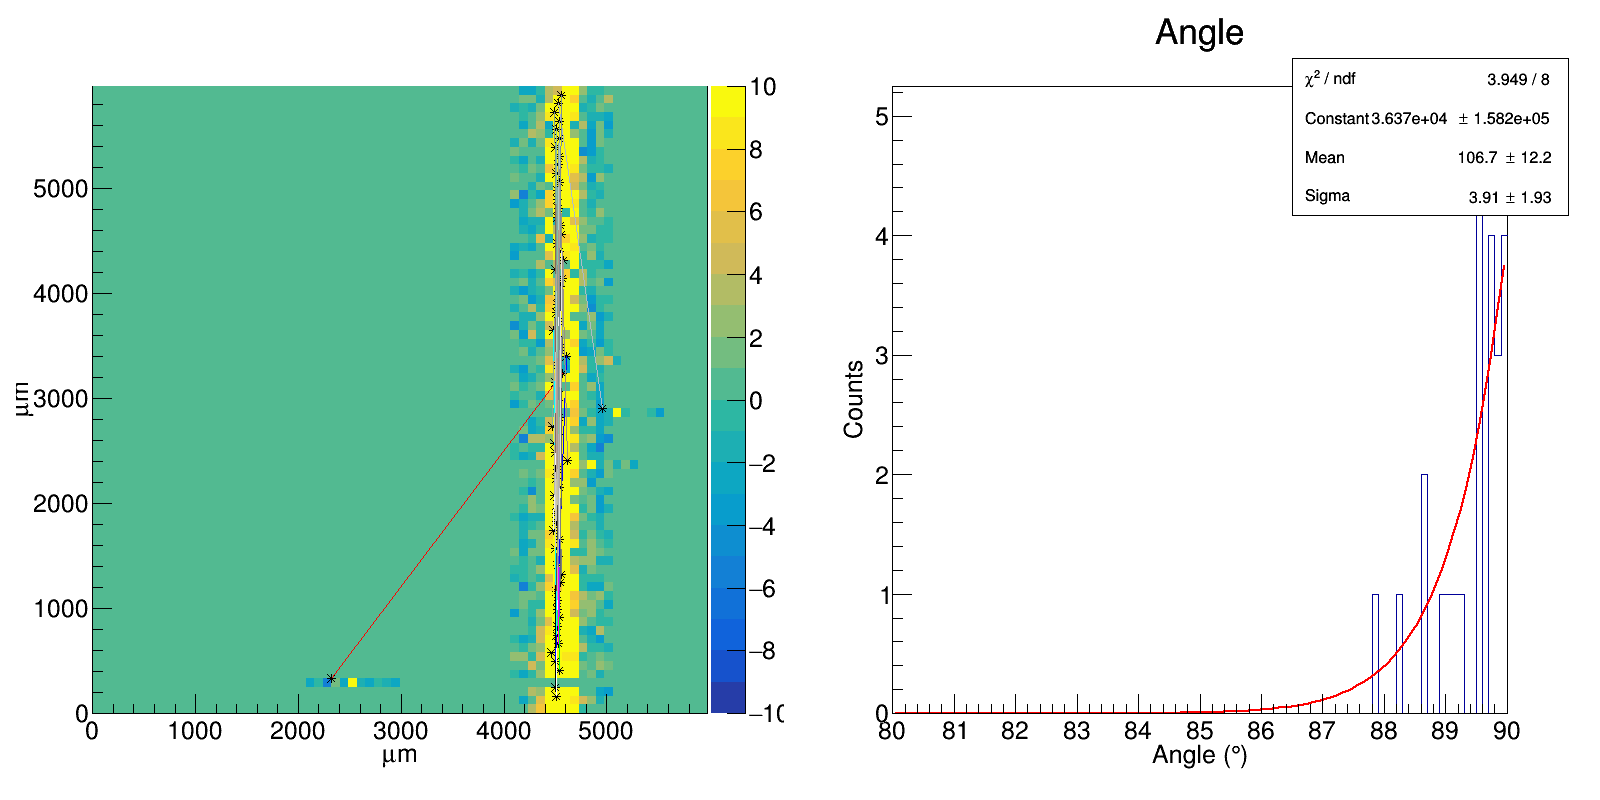 Angle
χ² / ndf 3.949 / 8
Constant 3.637e+04 ± 1.582e+05
Mean 106.7 ± 12.2
Sigma 3.91 ± 1.93
10
8
6
4
2
0
−2
−4
−6
−8
−10
5000
4000
3000
2000
1000
0
μm
0 1000 2000 3000 4000 5000
μm
5
4
3
2
1
0
Counts
80 81 82 83 84 85 86 87 88 89 90
Angle (°)